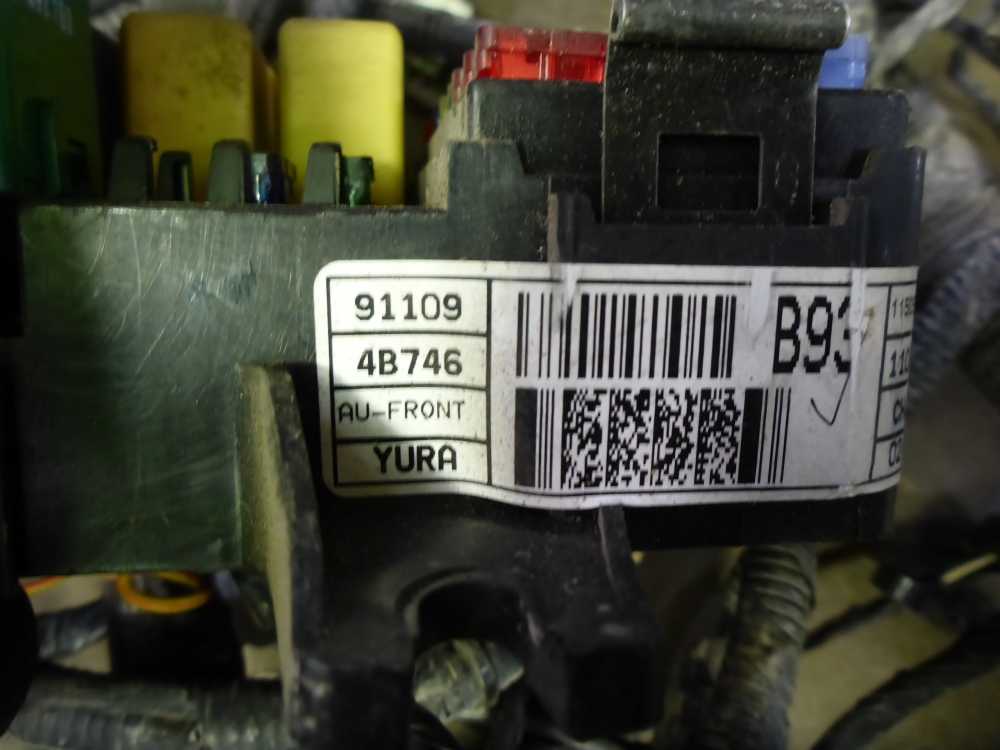 91109
4B746
AU-FRONT
YURA
B93